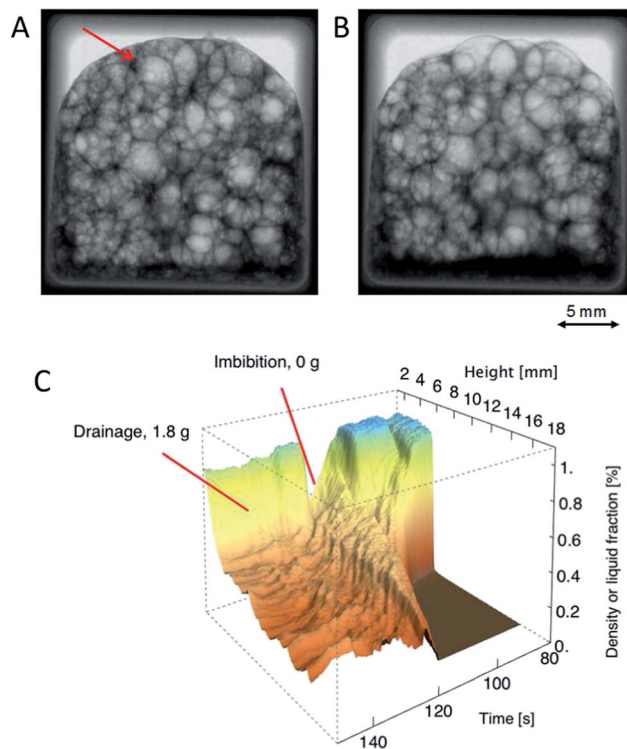 A
B
5 mm
C
Imbibition, 0 g
Drainage, 1.8 g
Height [mm]
2 4 6 8 10 12 14 16 18
1.
0.8
0.6
0.4
0.2
0.
Density or liquid fraction [%]
80
100
120
140
Time [s]